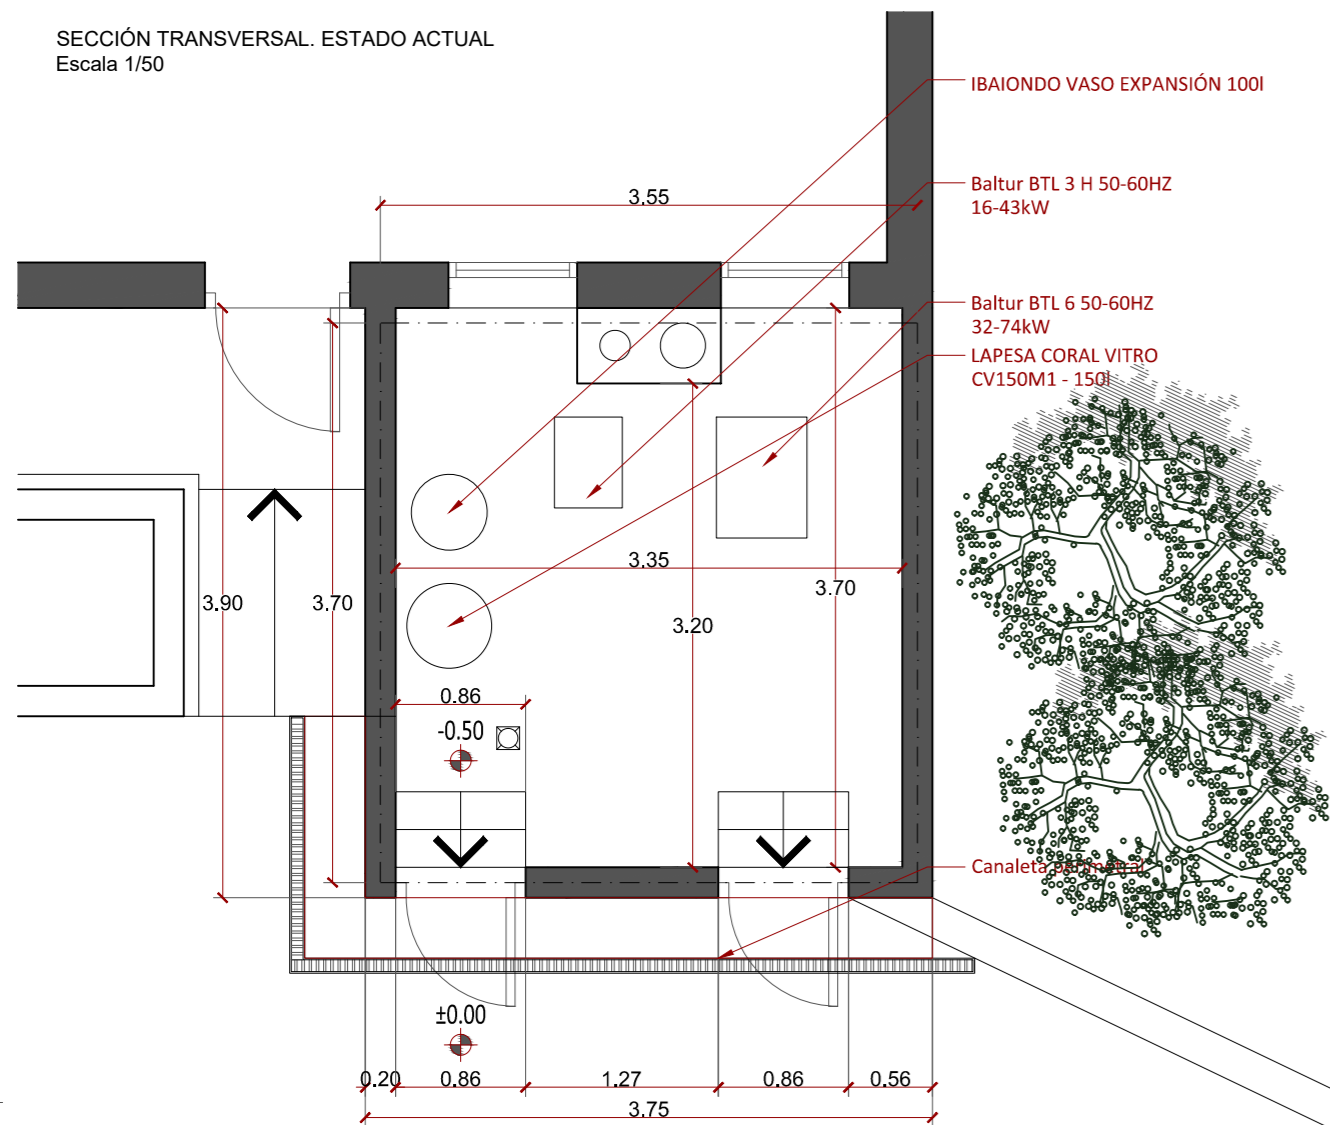 SECCIÓN TRANSVERSAL. ESTADO ACTUAL
Escala 1/50
IBAIONDO VASO EXPANSIÓN 100l
Baltur BTL 3 H 50-60HZ
16-43kW
3.55
Baltur BTL 6 50-60HZ
32-74kW
LAPESA CORAL VITRO
CV150M1 - 150l
3.35
3.90
3.70
3.70
3.20
0.86
-0.50
Canaleta perimetral
±0.00
0.20
0.86
1.27
0.86
0.56
3.75